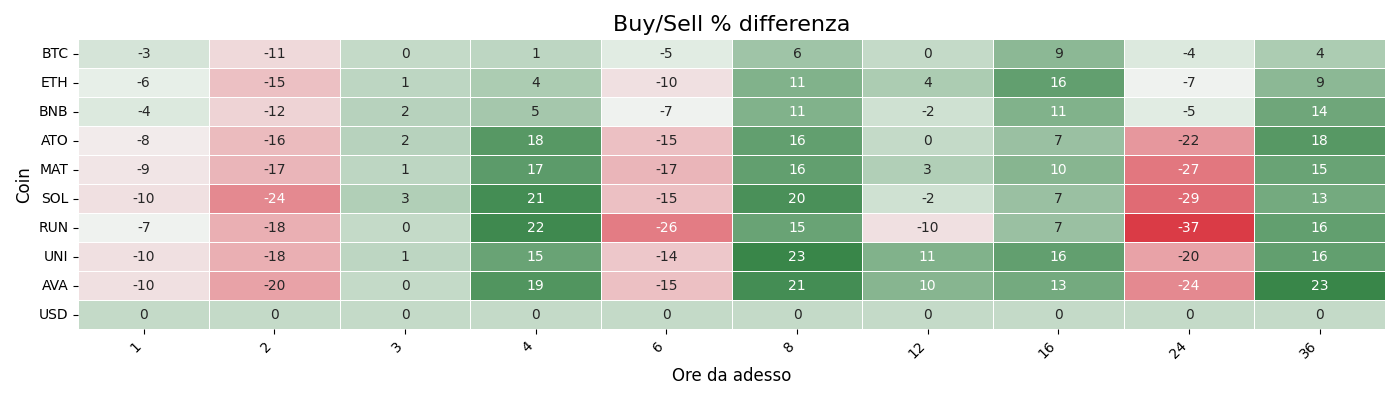 Buy/Sell % differenza
Coin
BTC -3 -11 0 1 -5 6 0 9 -4 4
ETH -6 -15 1 4 -10 11 4 16 -7 9
BNB -4 -12 2 5 -7 11 -2 11 -5 14
ATO -8 -16 2 18 -15 16 0 7 -22 18
MAT -9 -17 1 17 -17 16 3 10 -27 15
SOL -10 -24 3 21 -15 20 -2 7 -29 13
RUN -7 -18 0 22 -26 15 -10 7 -37 16
UNI -10 -18 1 15 -14 23 11 16 -20 16
AVA -10 -20 0 19 -15 21 10 13 -24 23
USD 0 0 0 0 0 0 0 0 0 0
1 2 3 4 6 8 12 16 24 36
Ore da adesso